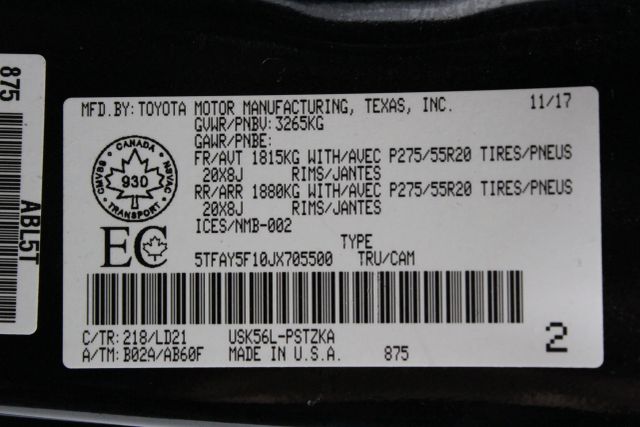 875
ABL5T
MFD.BY: TOYOTA MOTOR MANUFACTURING, TEXAS, INC. 11/17
GVWR/PNBV: 3265KG
GAWR/PNBE:
FR/AVT 1815KG WITH/AVEC P275/55R20 TIRES/PNEUS
20X8J RIMS/JANTES
RR/ARR 1880KG WITH/AVEC P275/55R20 TIRES/PNEUS
20X8J RIMS/JANTES
ICES/NMB-002
TYPE
5TFAY5F10JX705500 TRU/CAM
CANADA
CMVSS
930
NSVAC
TRANSPORT
EC
C/TR: 218/LD21 USK56L-PSTZKA
A/TM: B02A/AB60F MADE IN U.S.A. 875
2